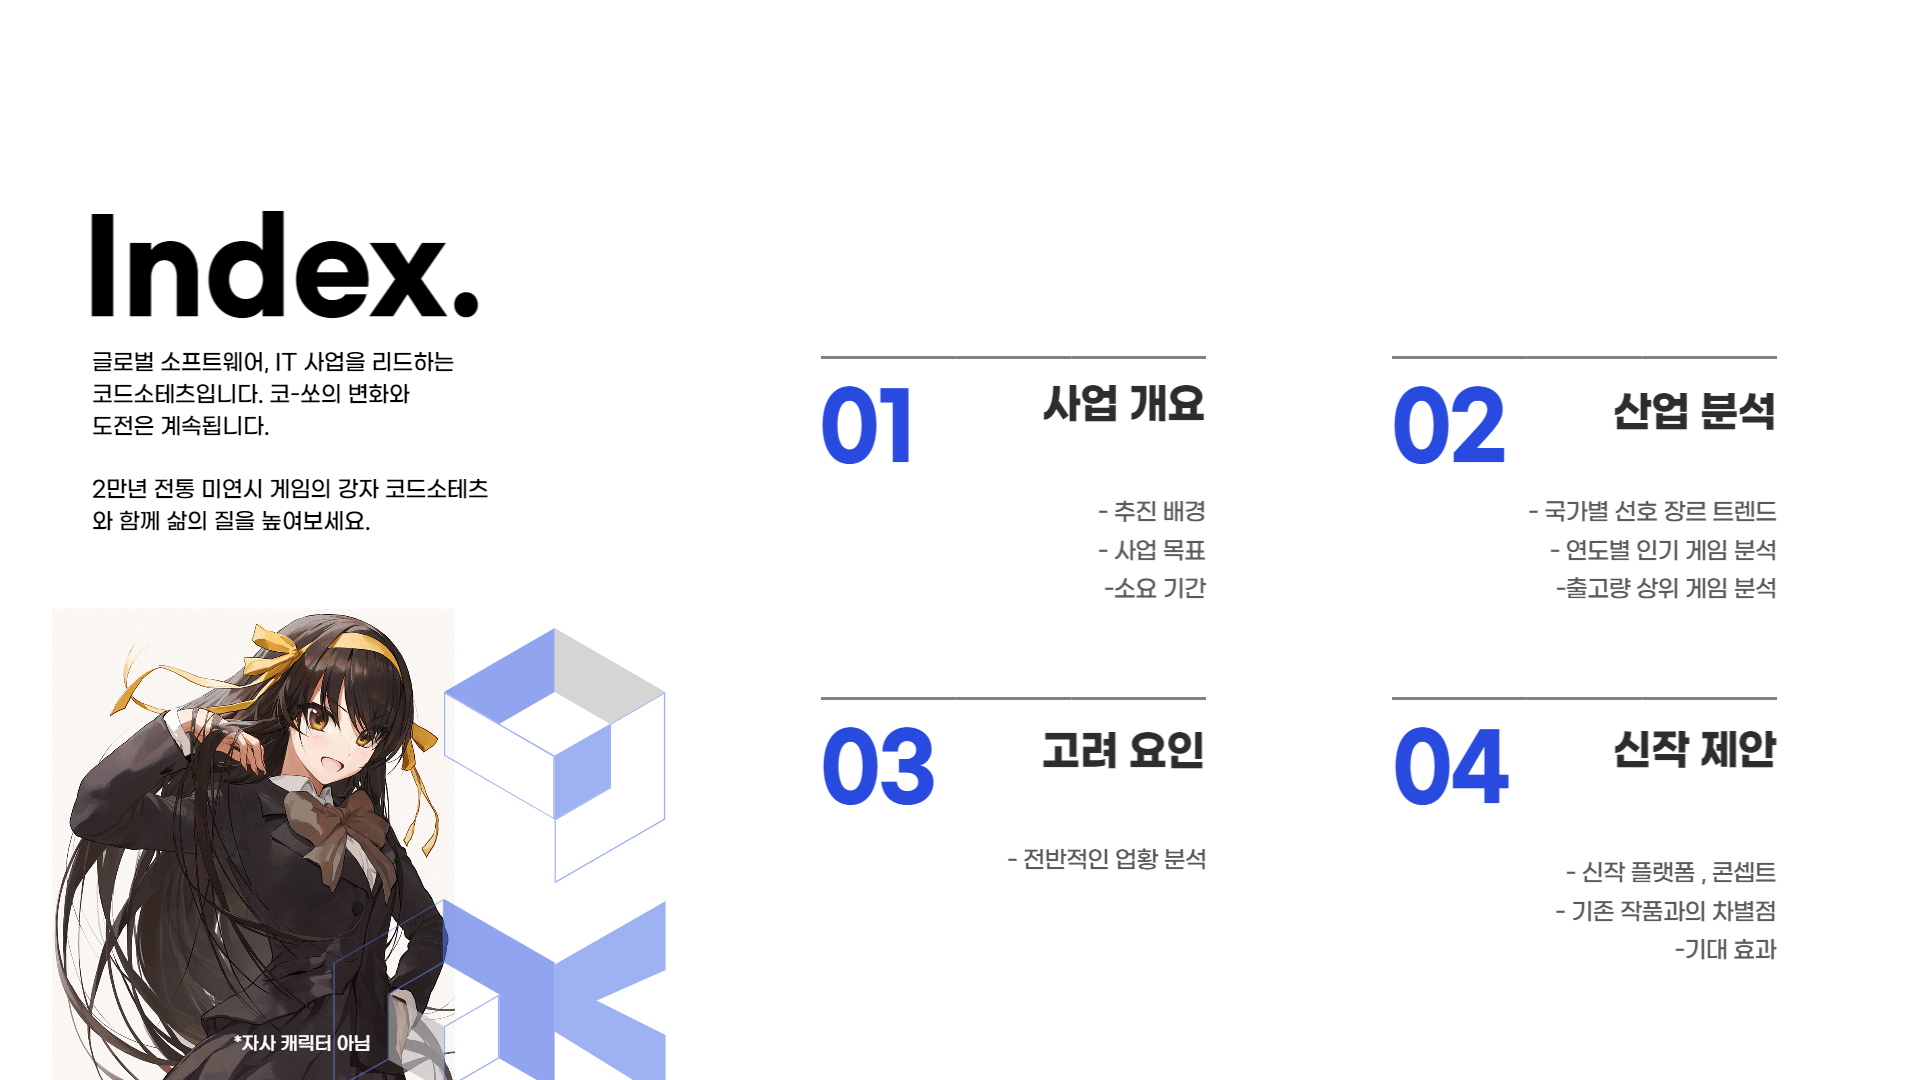 Index.
글로벌 소프트웨어, IT 사업을 리드하는
코드소테츠입니다. 코-쏘의 변화와
도전은 계속됩니다.
2만년 전통 미연시 게임의 강자 코드소테츠
와 함께 삶의 질을 높여보세요.
*자사 캐릭터 아님
01
사업 개요
- 추진 배경
- 사업 목표
-소요 기간
02
산업 분석
- 국가별 선호 장르 트렌드
- 연도별 인기 게임 분석
-출고량 상위 게임 분석
03
고려 요인
- 전반적인 업황 분석
04
신작 제안
- 신작 플랫폼 , 콘셉트
- 기존 작품과의 차별점
-기대 효과